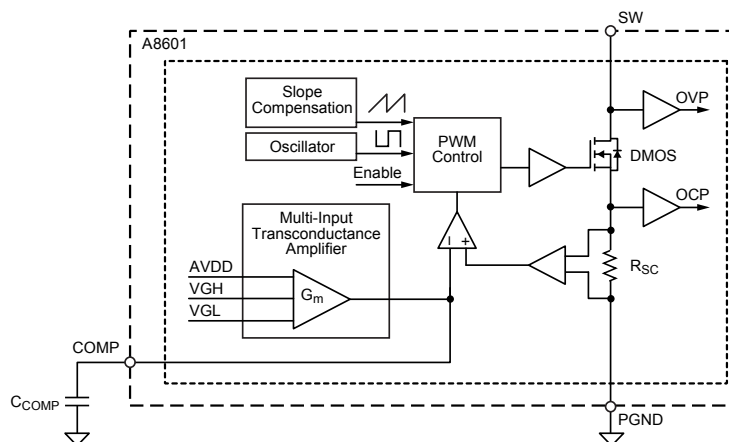 SW
A8601
Slope
Compensation
OVP
Oscillator
PWM
Control
DMOS
Enable
OCP
Multi-Input
Transconductance
Amplifier
– +
AVDD
Gm
RSC
VGH
VGL
COMP
CCOMP
PGND